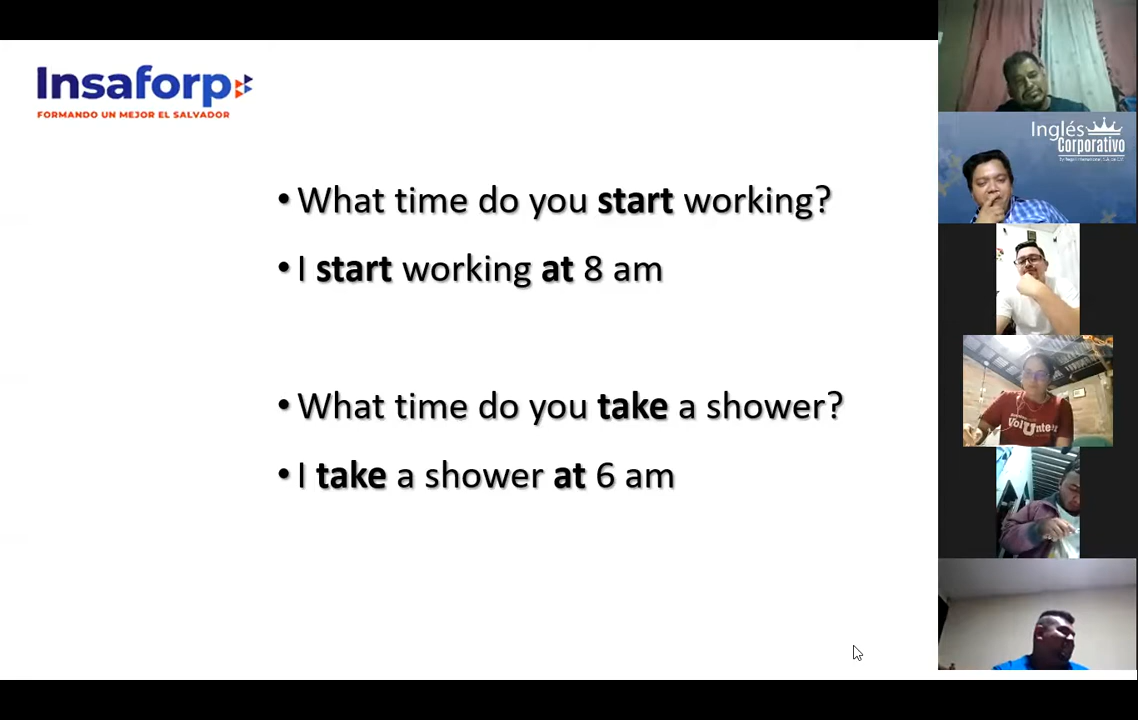 Insaforp
FORMANDO UN MEJOR EL SALVADOR
• What time do you start working?
• I start working at 8 am
• What time do you take a shower?
• I take a shower at 6 am
Inglés
Corporativo